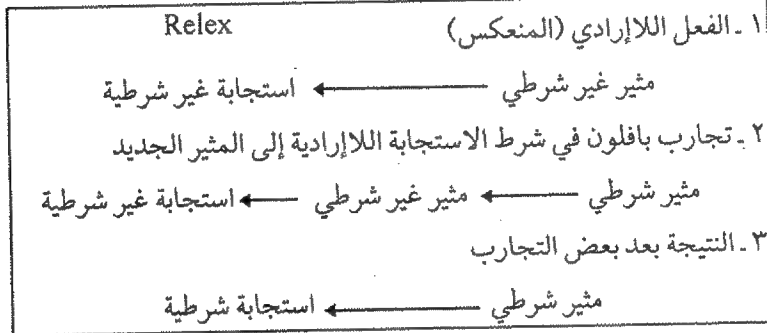 ١ ـ الفعل اللاإرادي (المنعكس) Relex
مثير غير شرطي ← استجابة غير شرطية
٢ ـ تجارب بافلون في شرط الاستجابة اللاإرادية إلى المثير الجديد
مثير شرطي ← مثير غير شرطي ← استجابة غير شرطية
٣ ـ النتيجة بعد بعض التجارب
مثير شرطي ← استجابة شرطية